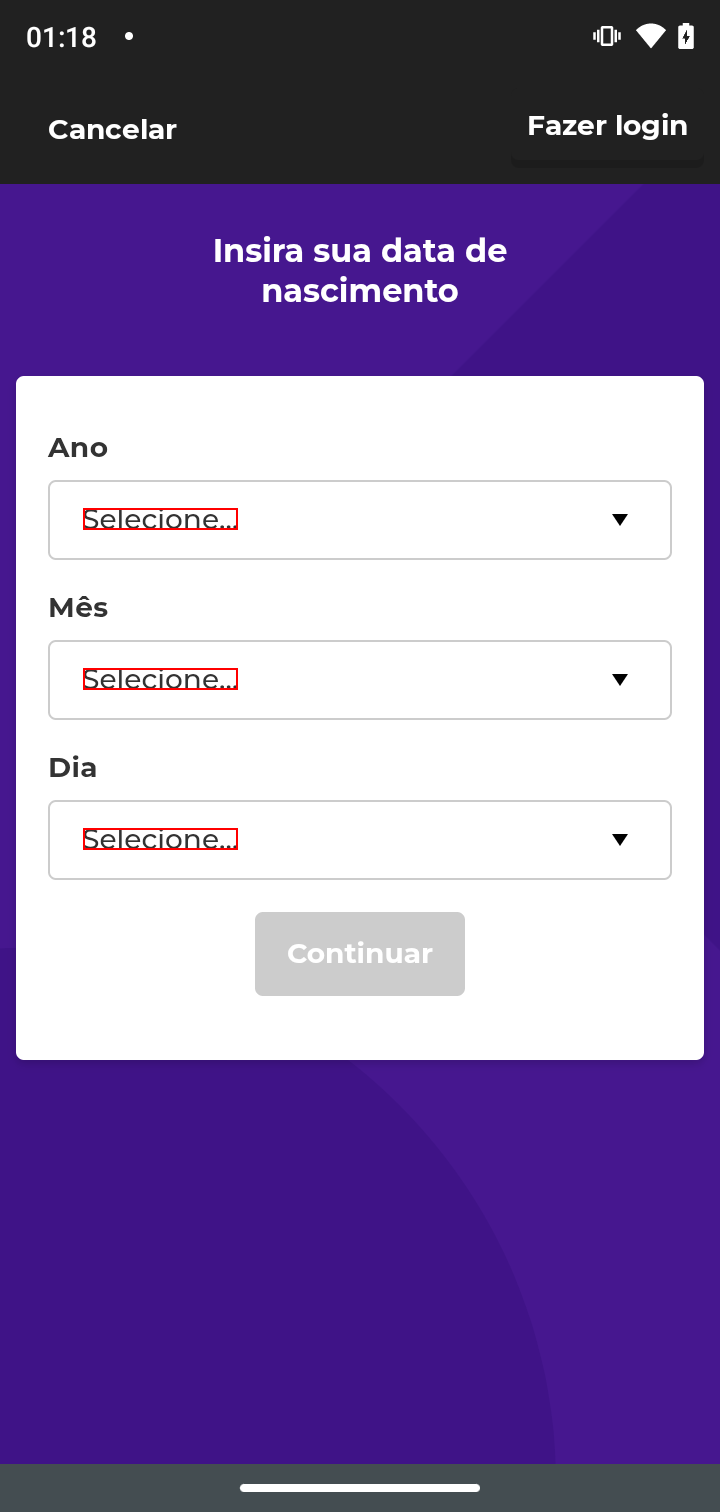 01:18
Cancelar
Fazer login
Insira sua data de
nascimento
Ano
Selecione...
Mês
Selecione...
Dia
Selecione...
Continuar